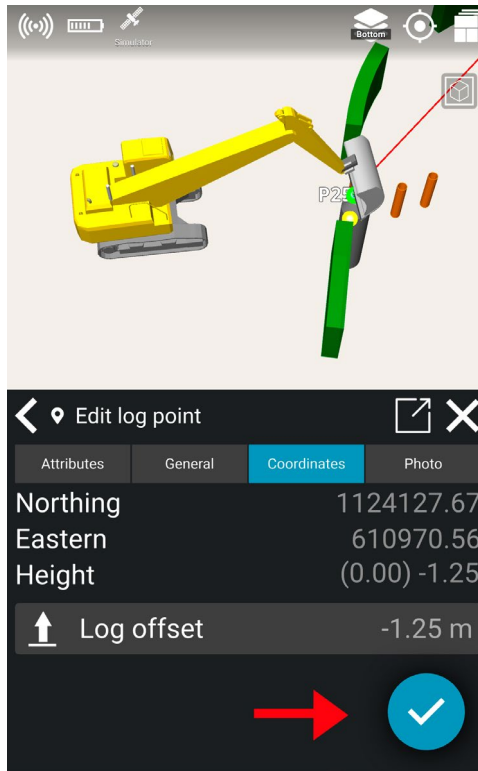 Simulator
Bottom
P25
Edit log point
Attributes General Coordinates Photo
Northing 1124127.67
Eastern 610970.56
Height (0.00) -1.25
Log offset -1.25 m